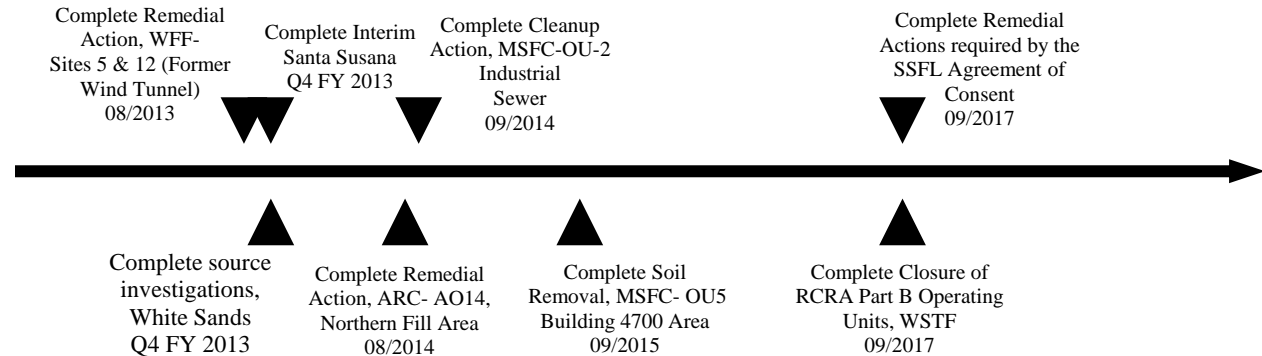 Complete Remedial
Action, WFF-
Sites 5 & 12 (Former
Wind Tunnel)
08/2013
Complete Interim
Santa Susana
Q4 FY 2013
Complete Cleanup
Action, MSFC-OU-2
Industrial
Sewer
09/2014
Complete Remedial
Actions required by the
SSFL Agreement of
Consent
09/2017
Complete source
investigations,
White Sands
Q4 FY 2013
Complete Remedial
Action, ARC- AO14,
Northern Fill Area
08/2014
Complete Soil
Removal, MSFC- OU5
Building 4700 Area
09/2015
Complete Closure of
RCRA Part B Operating
Units, WSTF
09/2017